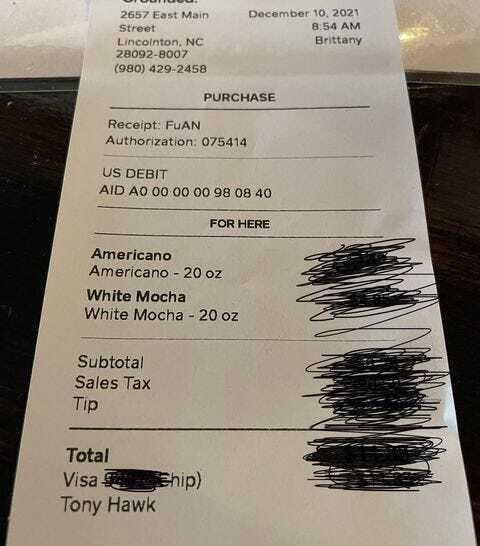 Grounded.
2657 East Main December 10, 2021
Street 8:54 AM
Lincolnton, NC Brittany
28092-8007
(980) 429-2458
PURCHASE
Receipt: FuAN
Authorization: 075414
US DEBIT
AID A0 00 00 00 98 08 40
FOR HERE
Americano
Americano - 20 oz
White Mocha
White Mocha - 20 oz
Subtotal
Sales Tax
Tip
Total
Visa Chip)
Tony Hawk